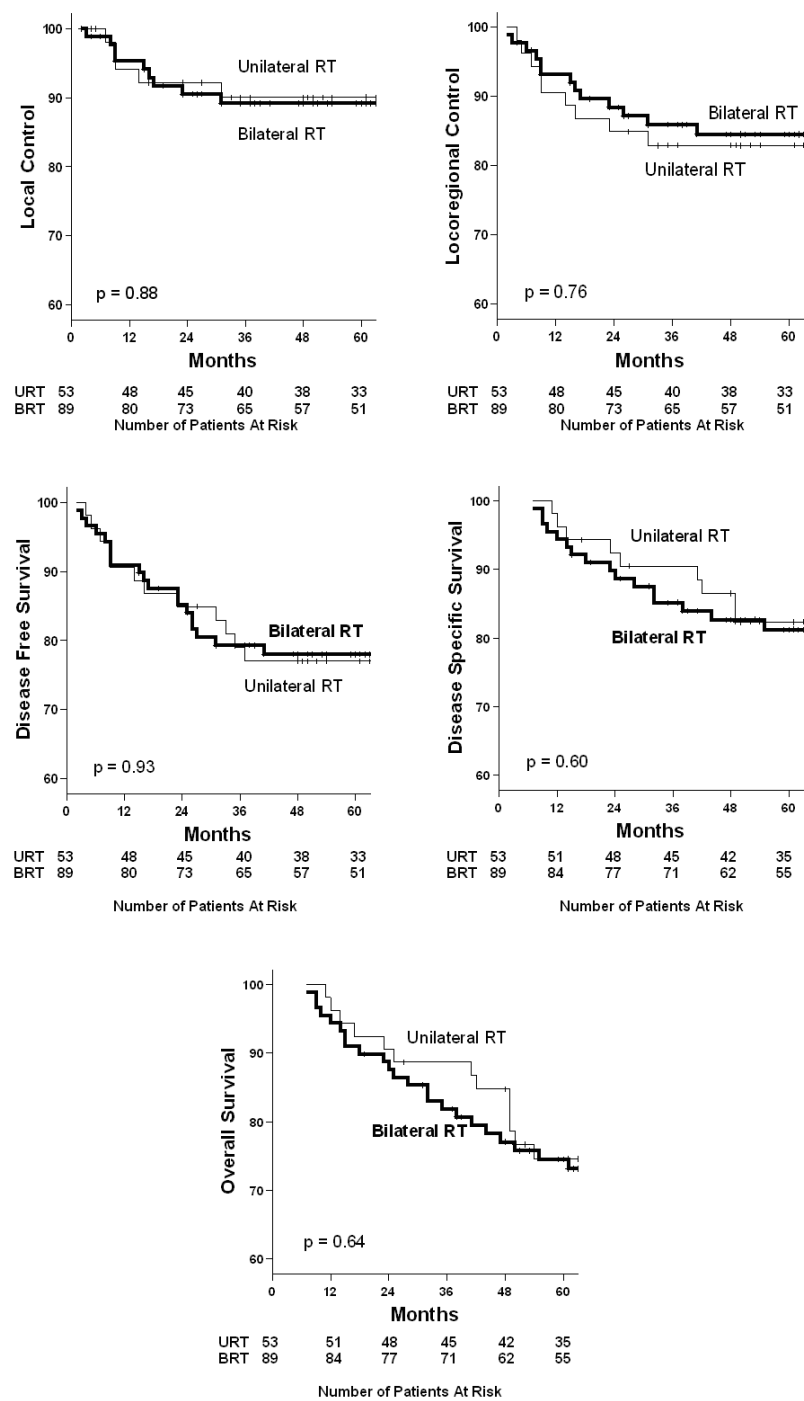 100
90
80
70
60
Local Control
Unilateral RT
Bilateral RT
p = 0.88
0 12 24 36 48 60
Months
URT 53 48 45 40 38 33
BRT 89 80 73 65 57 51
Number of Patients At Risk
100
90
80
70
60
Locoregional Control
Bilateral RT
Unilateral RT
p = 0.76
0 12 24 36 48 60
Months
URT 53 48 45 40 38 33
BRT 89 80 73 65 57 51
Number of Patients At Risk
100
90
80
70
60
Disease Free Survival
Bilateral RT
Unilateral RT
p = 0.93
0 12 24 36 48 60
Months
URT 53 48 45 40 38 33
BRT 89 80 73 65 57 51
Number of Patients At Risk
100
90
80
70
60
Disease Specific Survival
Unilateral RT
Bilateral RT
p = 0.60
0 12 24 36 48 60
Months
URT 53 51 48 45 42 35
BRT 89 84 77 71 62 55
Number of Patients At Risk
100
90
80
70
60
Overall Survival
Unilateral RT
Bilateral RT
p = 0.64
0 12 24 36 48 60
Months
URT 53 51 48 45 42 35
BRT 89 84 77 71 62 55
Number of Patients At Risk